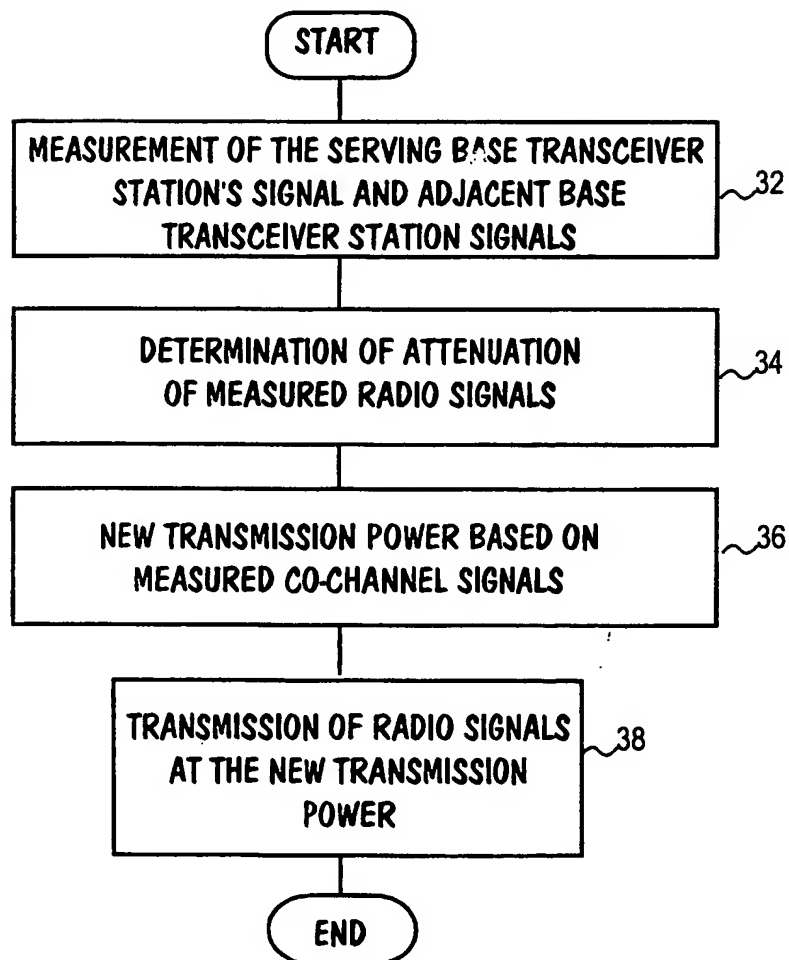 START
MEASUREMENT OF THE SERVING BASE TRANSCEIVER
STATION'S SIGNAL AND ADJACENT BASE
TRANSCEIVER STATION SIGNALS
32
DETERMINATION OF ATTENUATION
OF MEASURED RADIO SIGNALS
34
NEW TRANSMISSION POWER BASED ON
MEASURED CO-CHANNEL SIGNALS
36
TRANSMISSION OF RADIO SIGNALS
AT THE NEW TRANSMISSION
POWER
38
END